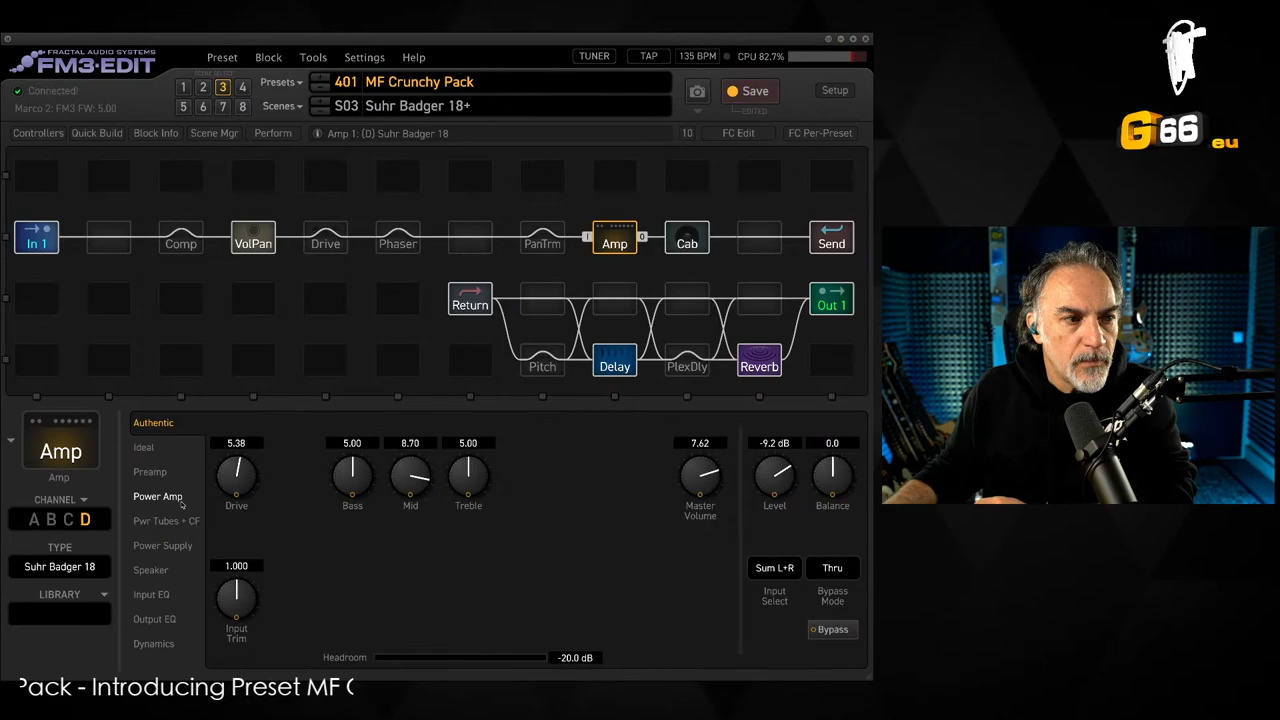 FRACTAL AUDIO SYSTEMS
FM3-EDIT
Preset Block Tools Settings Help
TUNER TAP 135 BPM CPU 82.7%
Connected!
Marco 2: FM3 FW: 5.00
SCENE SELECT
1 2 3 4
5 6 7 8
Presets 401 MF Crunchy Pack
Scenes S03 Suhr Badger 18+
Save
EDITED
Setup
Controllers Quick Build Block Info Scene Mgr Perform Amp 1: (D) Suhr Badger 18 10 FC Edit FC Per-Preset
In 1 Comp VolPan Drive Phaser PanTrm I Amp O Cab Send
Return Out 1
Pitch Delay PlexDly Reverb
Amp
Amp
CHANNEL
A B C D
TYPE
Suhr Badger 18
LIBRARY
Authentic
Ideal
Preamp
Power Amp
Pwr Tubes + CF
Power Supply
Speaker
Input EQ
Output EQ
Dynamics
5.38 5.00 8.70 5.00 7.62 -9.2 dB 0.0
Drive Bass Mid Treble Master Volume Level Balance
1.000
Input Trim
Sum L+R Thru
Input Select Bypass Mode
Bypass
Headroom -20.0 dB
G66
eu
Pack - Introducing Preset MF C